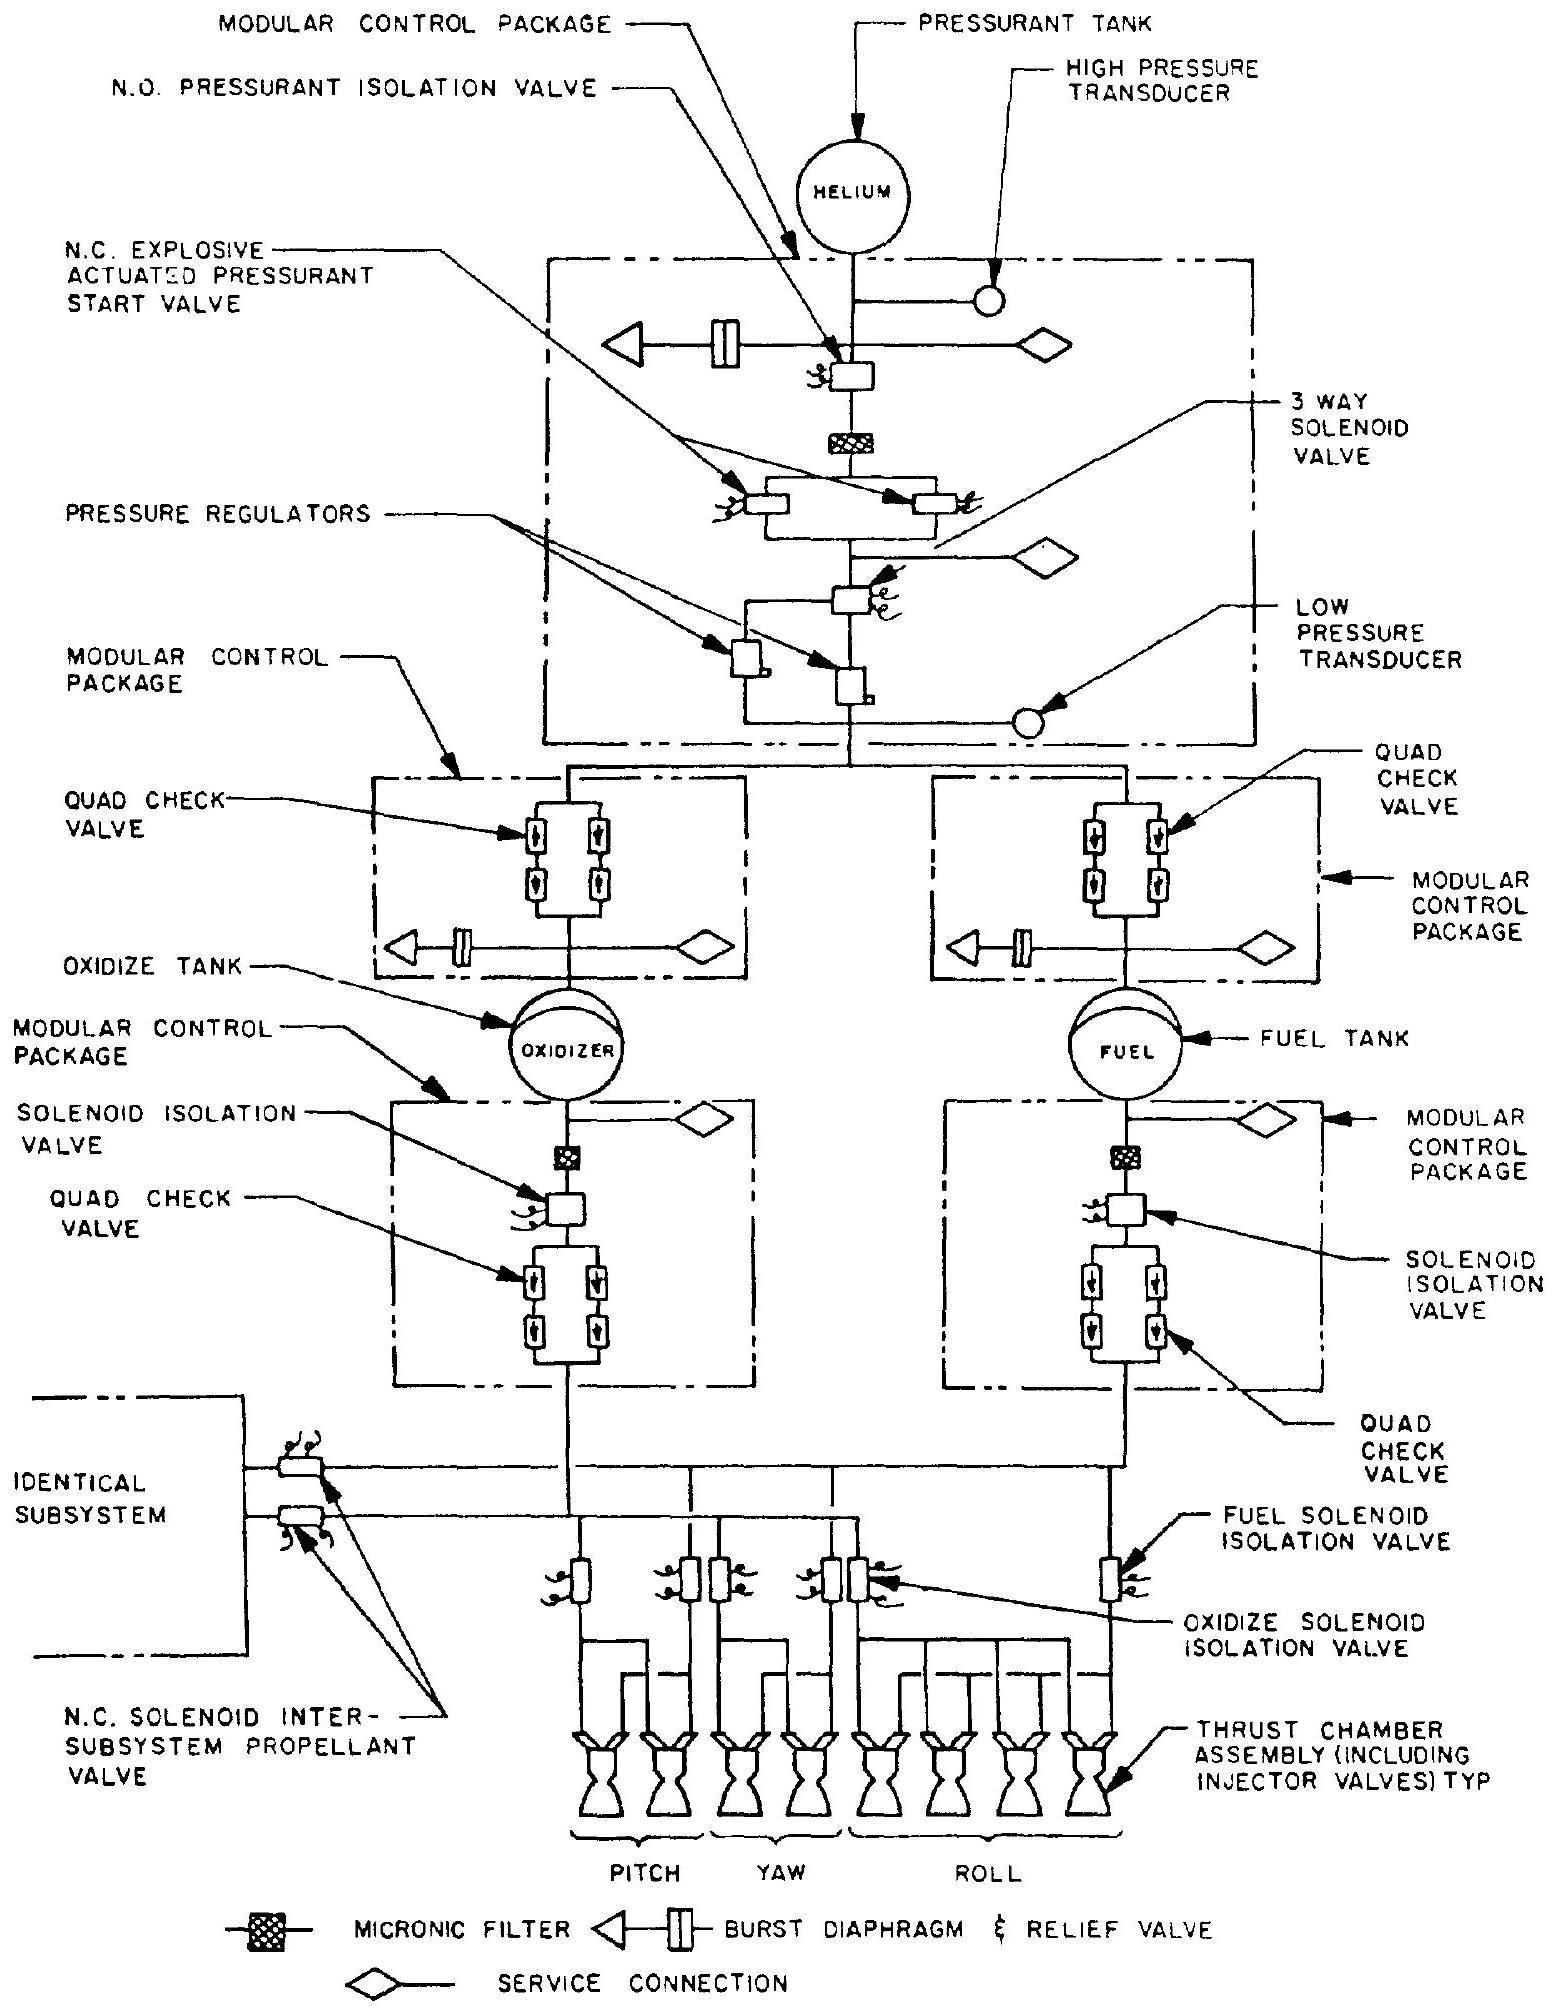 MODULAR CONTROL PACKAGE
PRESSURANT TANK
N.O. PRESSURANT ISOLATION VALVE
HIGH PRESSURE
TRANSDUCER
HELIUM
N.C. EXPLOSIVE
ACTUATED PRESSURANT
START VALVE
3 WAY
SOLENOID
VALVE
PRESSURE REGULATORS
LOW
PRESSURE
TRANSDUCER
MODULAR CONTROL
PACKAGE
QUAD
CHECK
VALVE
QUAD CHECK
VALVE
MODULAR
CONTROL
PACKAGE
OXIDIZE TANK
OXIDIZER
FUEL
FUEL TANK
MODULAR CONTROL
PACKAGE
SOLENOID ISOLATION
VALVE
MODULAR
CONTROL
PACKAGE
QUAD CHECK
VALVE
SOLENOID
ISOLATION
VALVE
QUAD
CHECK
VALVE
IDENTICAL
SUBSYSTEM
FUEL SOLENOID
ISOLATION VALVE
OXIDIZE SOLENOID
ISOLATION VALVE
N.C. SOLENOID INTER-
SUBSYSTEM PROPELLANT
VALVE
THRUST CHAMBER
ASSEMBLY (INCLUDING
INJECTOR VALVES) TYP
PITCH
YAW
ROLL
MICRONIC FILTER
BURST DIAPHRAGM & RELIEF VALVE
SERVICE CONNECTION